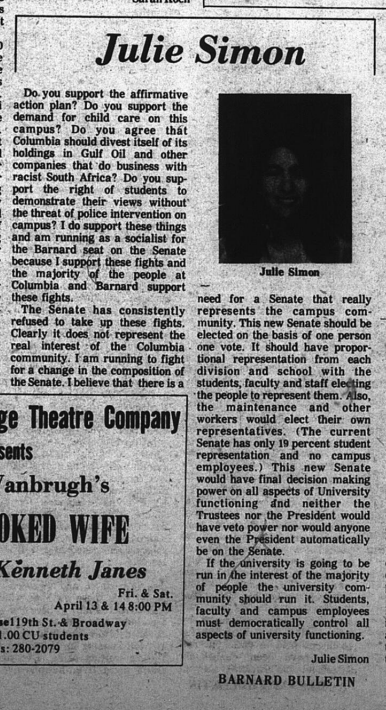 Julie Simon
Do you support the affirmative
action plan? Do you support the
demand for child care on this
campus? Do you agree that
Columbia should divest itself of its
holdings in Gulf Oil and other
companies that do business with
racist South Africa? Do you sup-
port the right of students to
demonstrate their views without
the threat of police intervention on
campus? I do support these things
and am running as a socialist for
the Barnard seat on the Senate
because I support these fights and
the majority of the people at
Columbia and Barnard support
these fights.
The Senate has consistently
refused to take up these fights.
Clearly it does not represent the
real interest of the Columbia
community. I am running to fight
for a change in the composition of
the Senate. I believe that there is a
Julie Simon
need for a Senate that really
represents the campus com-
munity. This new Senate should be
elected on the basis of one person
one vote. It should have propor-
tional representation from each
division and school with the
students, faculty and staff electing
the people to represent them. Also,
the maintenance and other
workers would elect their own
representatives. (The current
Senate has only 19 percent student
representation and no campus
employees.) This new Senate
would have final decision making
power on all aspects of University
functioning and neither the
Trustees nor the President would
have veto power nor would anyone
even the President automatically
be on the Senate.
If the university is going to be
run in the interest of the majority
of people the university com-
munity should run it. Students,
faculty and campus employees
must democratically control all
aspects of university functioning.
Julie Simon
BARNARD BULLETIN
ge Theatre Company
sents
Vanbrugh's
OKED WIFE
Kenneth Janes
Fri. & Sat.
April 13 & 14 8:00 PM
se119th St. & Broadway
1.00 CU students
s: 280-2079